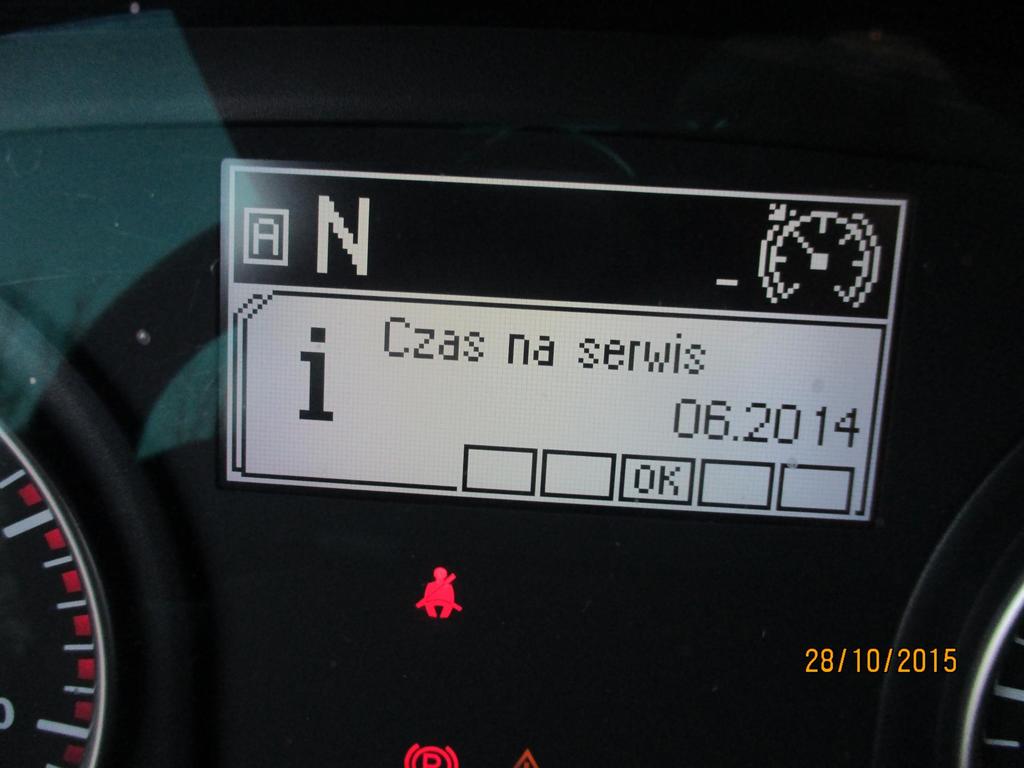 A N
Czas na serwis
06.2014
OK
28/10/2015
P